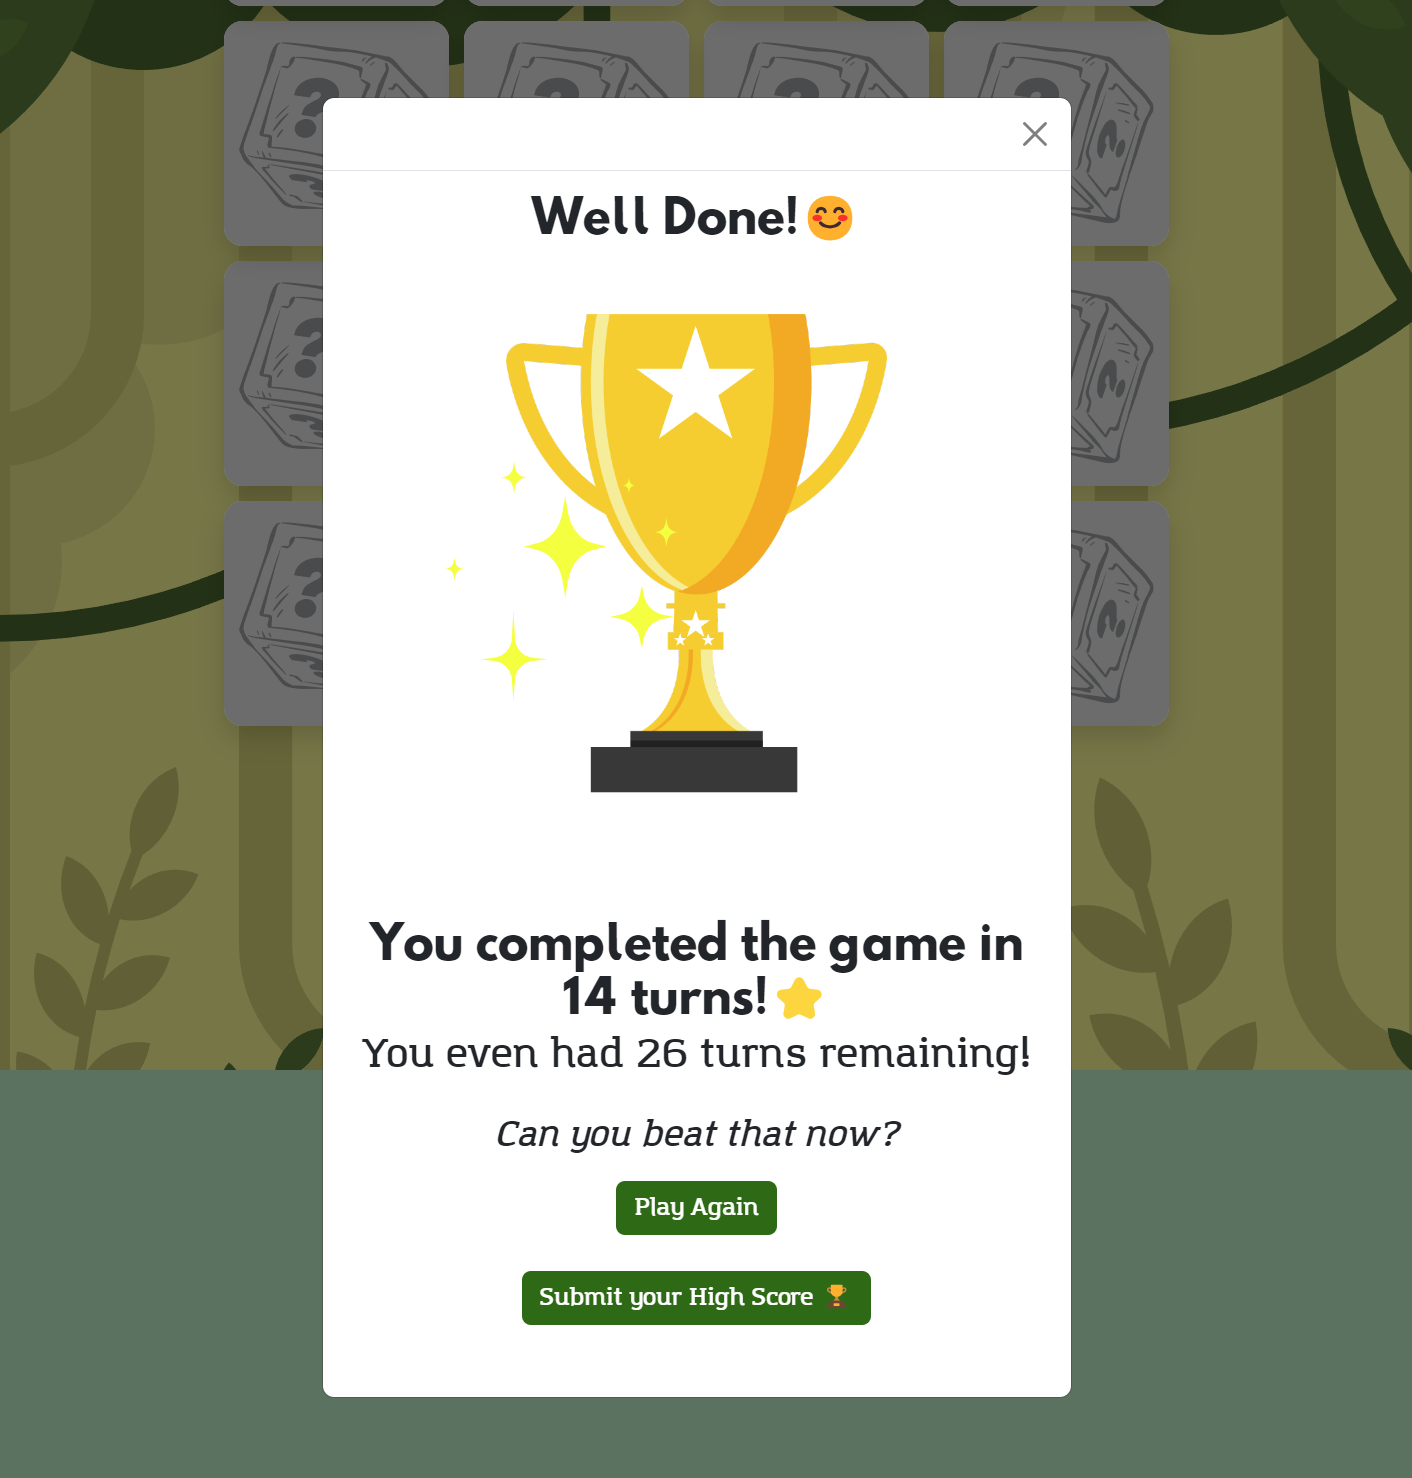 Well Done!😊
You completed the game in
14 turns!⭐
You even had 26 turns remaining!
Can you beat that now?
Play Again
Submit your High Score 🏆